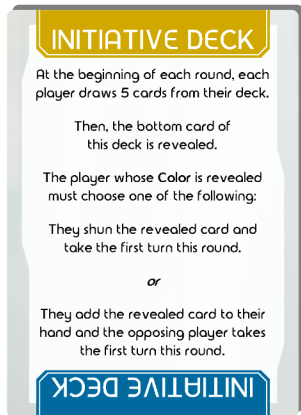 INITIATIVE DECK
At the beginning of each round, each
player draws 5 cards from their deck.
Then, the bottom card of
this deck is revealed.
The player whose Color is revealed
must choose one of the following:
They shun the revealed card and
take the first turn this round.
or
They add the revealed card to their
hand and the opposing player takes
the first turn this round.
INITIATIVE DECK